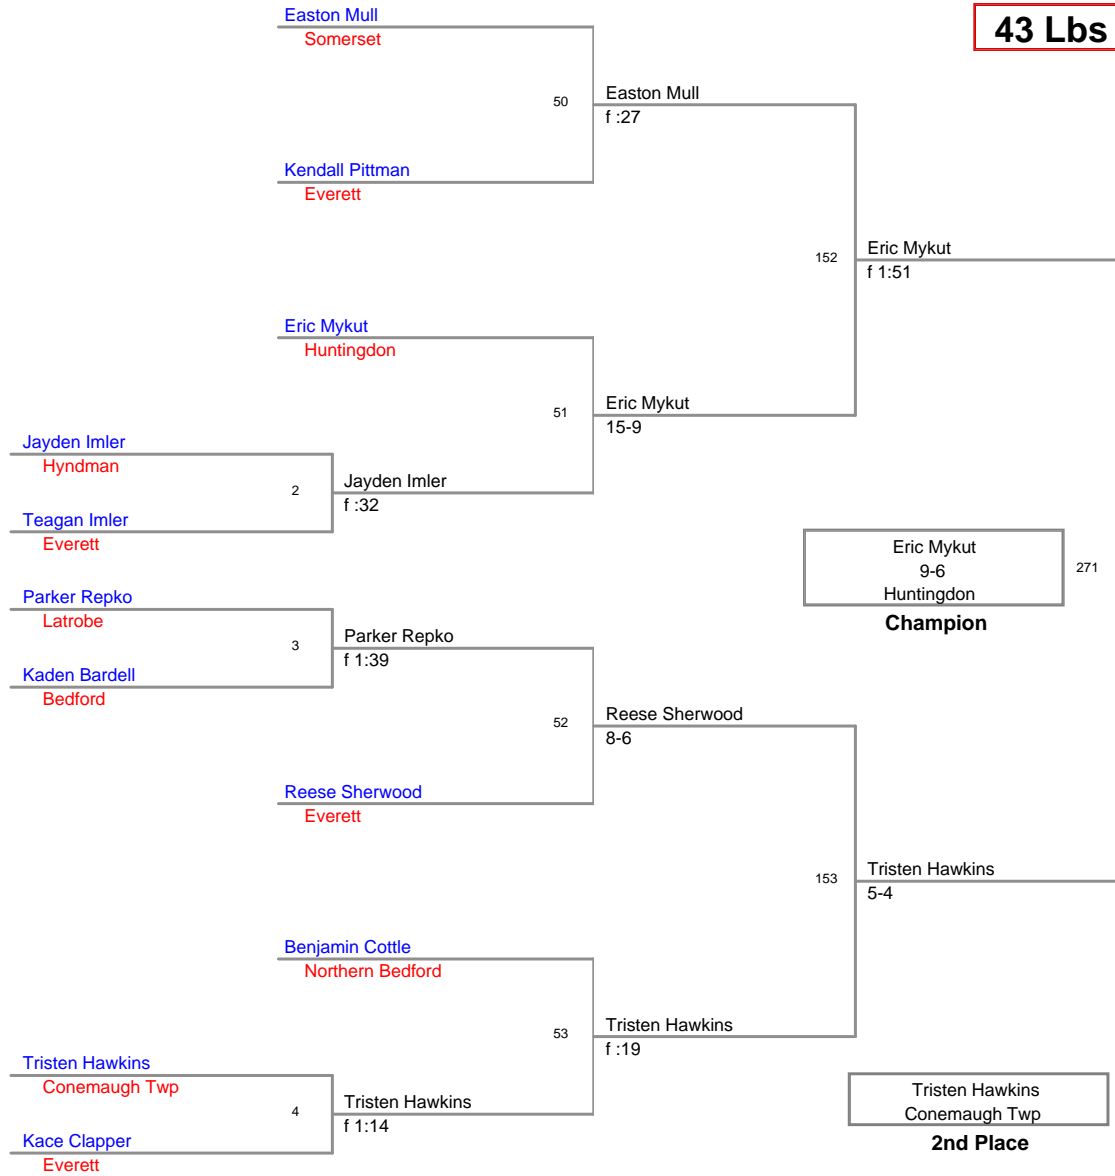 43 Lbs
Easton Mull
Somerset
50
Easton Mull
f :27
Kendall Pittman
Everett
152
Eric Mykut
f 1:51
Eric Mykut
Huntingdon
51
Eric Mykut
15-9
Jayden Imler
Hyndman
2
Jayden Imler
f :32
Teagan Imler
Everett
Eric Mykut
9-6
Huntingdon
271
Champion
Parker Repko
Latrobe
3
Parker Repko
f 1:39
Kaden Bardell
Bedford
52
Reese Sherwood
8-6
Reese Sherwood
Everett
153
Tristen Hawkins
5-4
Benjamin Cottle
Northern Bedford
53
Tristen Hawkins
f :19
Tristen Hawkins
Conemaugh Twp
4
Tristen Hawkins
f 1:14
Kace Clapper
Everett
Tristen Hawkins
Conemaugh Twp
2nd Place